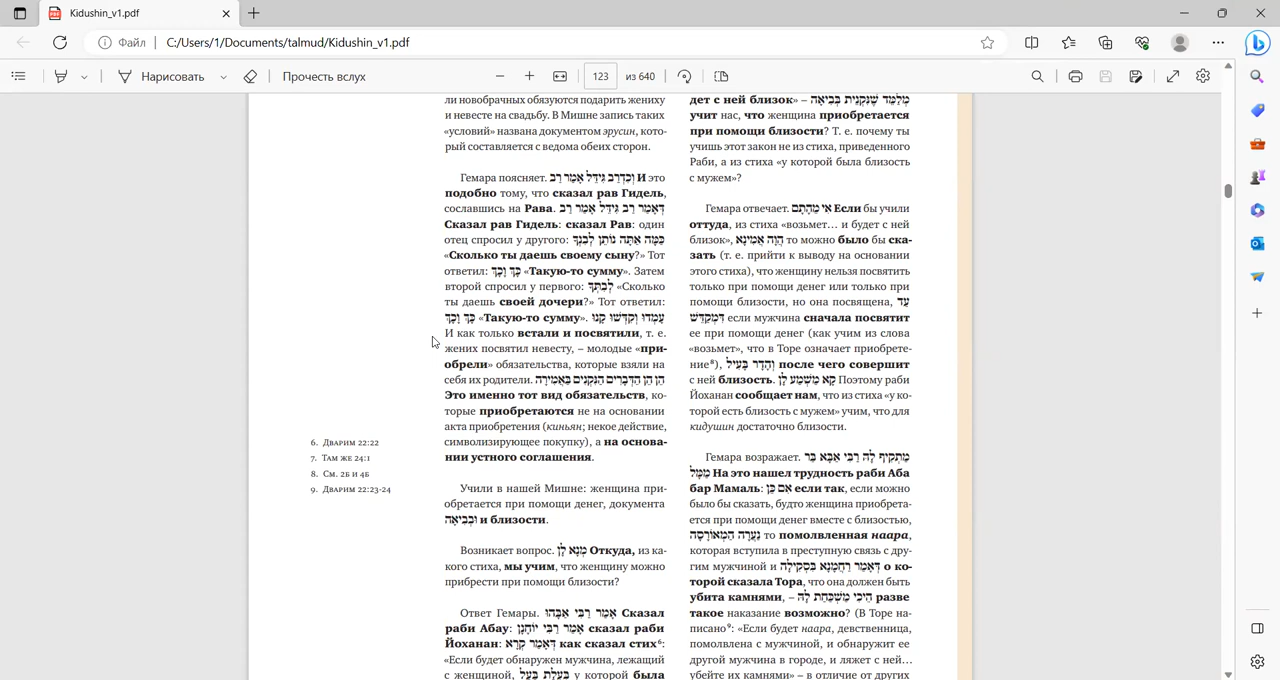 Kidushin_v1.pdf
Файл
C:/Users/1/Documents/talmud/Kidushin_v1.pdf
Нарисовать
Прочесть вслух
123
из 640
ли новобрачных обязуются подарить жениху
и невесте на свадьбу. В Мишне запись таких
«условий» названа документом эрусин, кото-
рый составляется с ведома обеих сторон.
Гемара поясняет. וְכִדְרַב גִּידֵּל אָמַר רַב И это
подобно тому, что сказал рав Гидель,
сославшись на Рава. דְּאָמַר רַב גִּידֵּל אָמַר רַב
Сказал рав Гидель: сказал Рав: один
отец спросил у другого: כַּמָּה אַתָּה נוֹתֵן לְבִנְךָ
«Сколько ты даешь своему сыну?» Тот
ответил: כָּךְ וָכָךְ «Такую-то сумму». Затем
второй спросил у первого: לְבִתְּךָ «Сколько
ты даешь своей дочери?» Тот ответил:
כָּךְ וָכָךְ «Такую-то сумму». עָמְדוּ וְקִדְּשׁוּ קָנוּ
И как только встали и посвятили, т. е.
жених посвятил невесту, – молодые «при-
обрели» обязательства, которые взяли на
себя их родители. הֵן הֵן הַדְּבָרִים הַנִּקְנִים בַּאֲמִירָה
Это именно тот вид обязательств, ко-
торые приобретаются не на основании
акта приобретения (киньян; некое действие,
символизирующее покупку), а на основа-
нии устного соглашения.
Учили в нашей Мишне: женщина при-
обретается при помощи денег, документа
וּבְבִיאָה и близости.
Возникает вопрос. מְנָא לַן Откуда, из ка-
кого стиха, мы учим, что женщину можно
приобрести при помощи близости?
Ответ Гемары. אָמַר רַבִּי אַבָּהוּ Сказал
раби Абау: אָמַר רַבִּי יוֹחָנָן сказал раби
Йоханан: דְּאָמַר קְרָא как сказал стих⁶:
«Если будет обнаружен мужчина, лежащий
с женщиной, בְּעֻלַת בַּעַל у которой была
6. Дварим 22:22
7. Там же 24:1
8. См. 2б и 4б
9. Дварим 22:23-24
дет с ней близок» – מְלַמֵּד שֶׁנִּקְנֵית בְּבִיאָה
учит нас, что женщина приобретается
при помощи близости? Т. е. почему ты
учишь этот закон не из стиха, приведенного
Раби, а из стиха «у которой была близость
с мужем»?
Гемара отвечает. אִי מֵהָתָם Если бы учили
оттуда, из стиха «возьмет… и будет с ней
близок», הֲוָה אָמֵינָא то можно было бы ска-
зать (т. е. прийти к выводу на основании
этого стиха), что женщину нельзя посвятить
только при помощи денег или только при
помощи близости, но она посвящена, עַד
דִּמְקַדֵּשׁ если мужчина сначала посвятит
ее при помощи денег (как учим из слова
«возьмет», что в Торе означает приобрете-
ние⁸), וַהֲדַר בָּעֵיל после чего совершит
с ней близость. קָא מַשְׁמַע לַן Поэтому раби
Йоханан сообщает нам, что из стиха «у ко-
торой есть близость с мужем» учим, что для
кидушин достаточно близости.
Гемара возражает. מַתְקִיף לַהּ רַבִּי אַבָּא בַּר
מֶמֶל На это нашел трудность раби Аба
бар Мамаль: אִם כֵּן если так, если можно
было бы сказать, будто женщина приобрета-
ется при помощи денег вместе с близостью,
נַעֲרָה הַמְאוֹרָסָה то помолвленная наара,
которая вступила в преступную связь с дру-
гим мужчиной и דְּאָמַר רַחֲמָנָא בִּסְקִילָה о ко-
торой сказала Тора, что она должен быть
убита камнями, – הֵיכִי מַשְׁכַּחַת לַהּ разве
такое наказание возможно? (В Торе на-
писано⁹: «Если будет наара, девственница,
помолвлена с мужчиной, и обнаружит ее
другой мужчина в городе, и ляжет с ней…
убейте их камнями» – в отличие от других